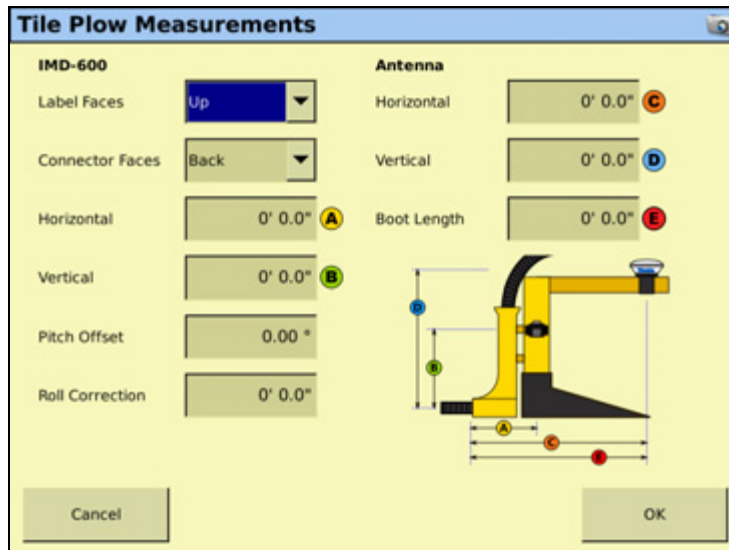 Tile Plow Measurements
IMD-600
Label Faces Up
Connector Faces Back
Horizontal 0' 0.0" A
Vertical 0' 0.0" B
Pitch Offset 0.00 °
Roll Correction 0' 0.0"
Antenna
Horizontal 0' 0.0" C
Vertical 0' 0.0" D
Boot Length 0' 0.0" E
D
B
A
C
E
Cancel
OK